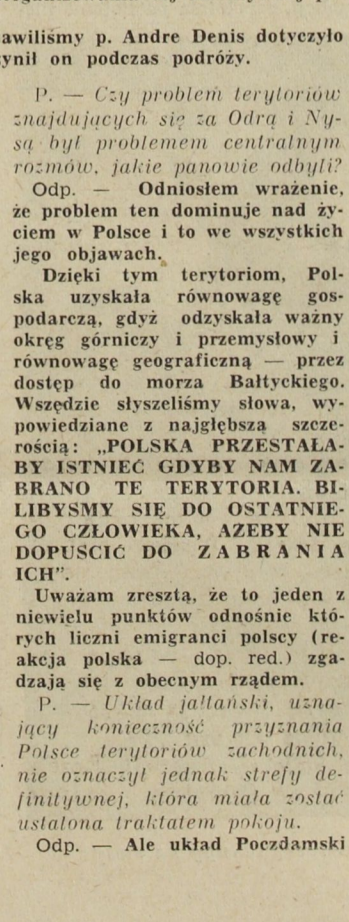 awiliśmy p. Andre Denis dotyczyło
ynił on podczas podróży.
P. — Czy problem terytoriów
znajdujących się za Odrą i Ny-
są był problemem centralnym
rozmów, jakie panowie odbyli?
Odp. — Odniosłem wrażenie,
że problem ten dominuje nad ży-
ciem w Polsce i to we wszystkich
jego objawach.
Dzięki tym terytoriom, Pol-
ska uzyskała równowagę gos-
podarczą, gdyż odzyskała ważny
okręg górniczy i przemysłowy i
równowagę geograficzną — przez
dostęp do morza Bałtyckiego.
Wszędzie słyszeliśmy słowa, wy-
powiedziane z najgłębszą szcze-
rością: „POLSKA PRZESTAŁA-
BY ISTNIEĆ GDYBY NAM ZA-
BRANO TE TERYTORIA. BI-
LIBYSMY SIĘ DO OSTATNIE-
GO CZŁOWIEKA, AZEBY NIE
DOPUSCIĆ DO ZABRANIA
ICH”.
Uważam zresztą, że to jeden z
niewielu punktów odnośnie któ-
rych liczni emigranci polscy (re-
akcja polska — dop. red.) zga-
dzają się z obecnym rządem.
P. — Układ jałtański, uzna-
jący konieczność przyznania
Polsce terytoriów zachodnich,
nie oznaczył jednak strefy de-
finitywnej, która miała zostać
ustalona traktatem pokoju.
Odp. — Ale układ Poczdamski